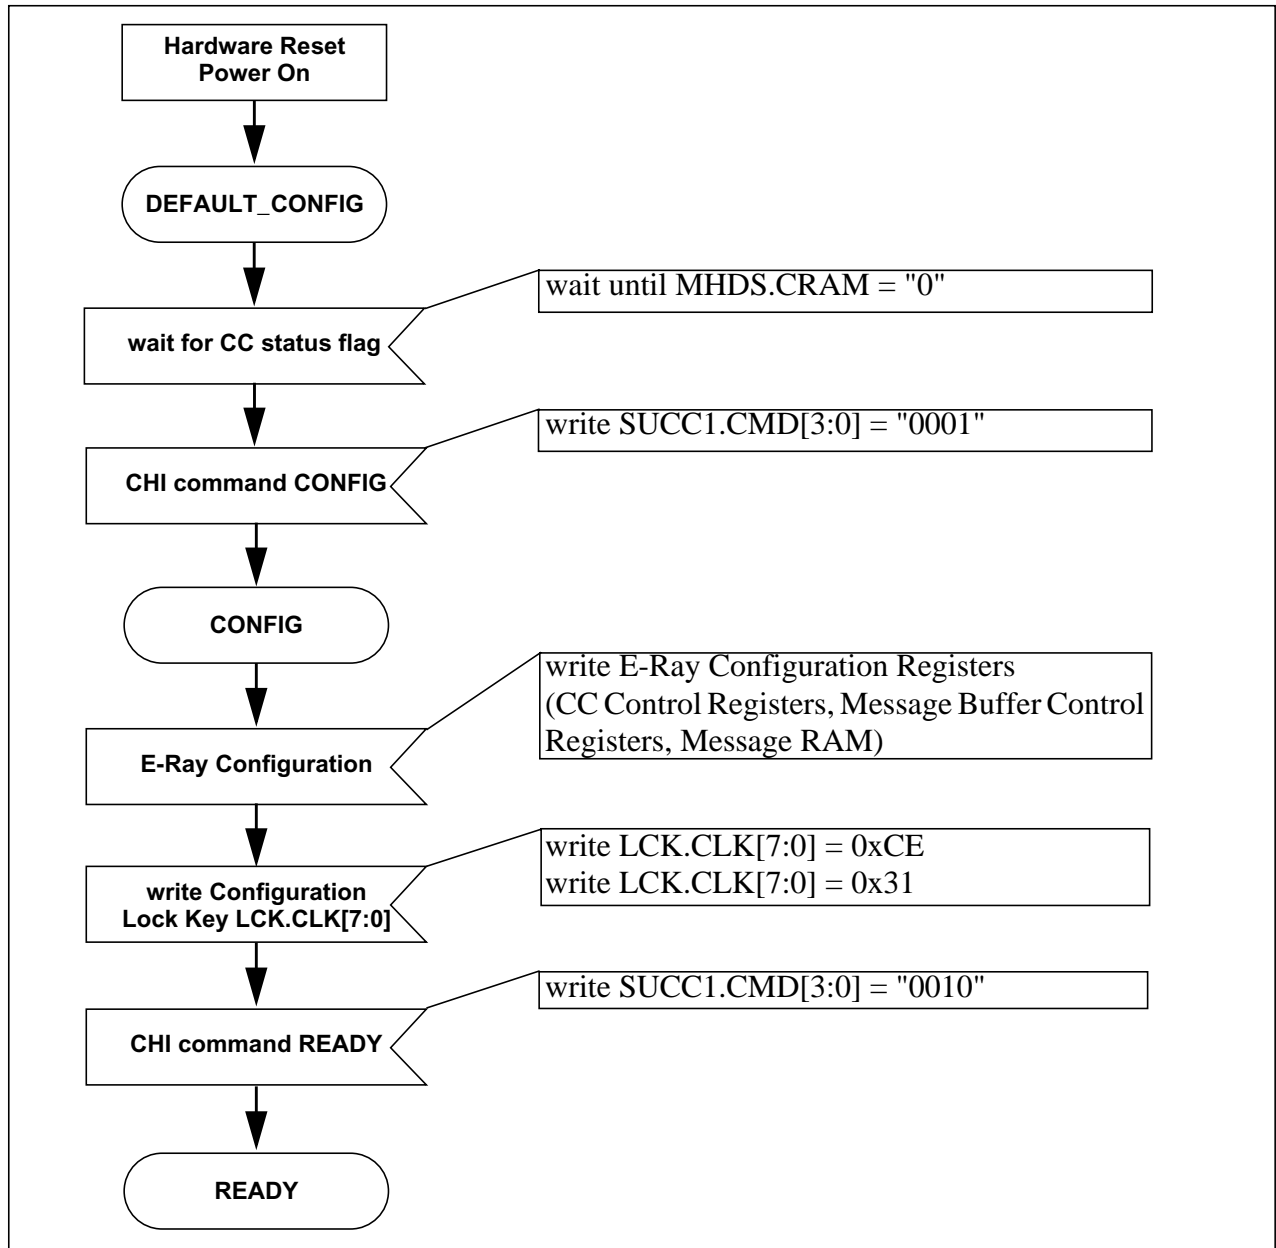 Hardware Reset
Power On
DEFAULT_CONFIG
wait until MHDS.CRAM = "0"
wait for CC status flag
write SUCC1.CMD[3:0] = "0001"
CHI command CONFIG
CONFIG
write E-Ray Configuration Registers
(CC Control Registers, Message Buffer Control
Registers, Message RAM)
E-Ray Configuration
write LCK.CLK[7:0] = 0xCE
write LCK.CLK[7:0] = 0x31
write Configuration
Lock Key LCK.CLK[7:0]
write SUCC1.CMD[3:0] = "0010"
CHI command READY
READY